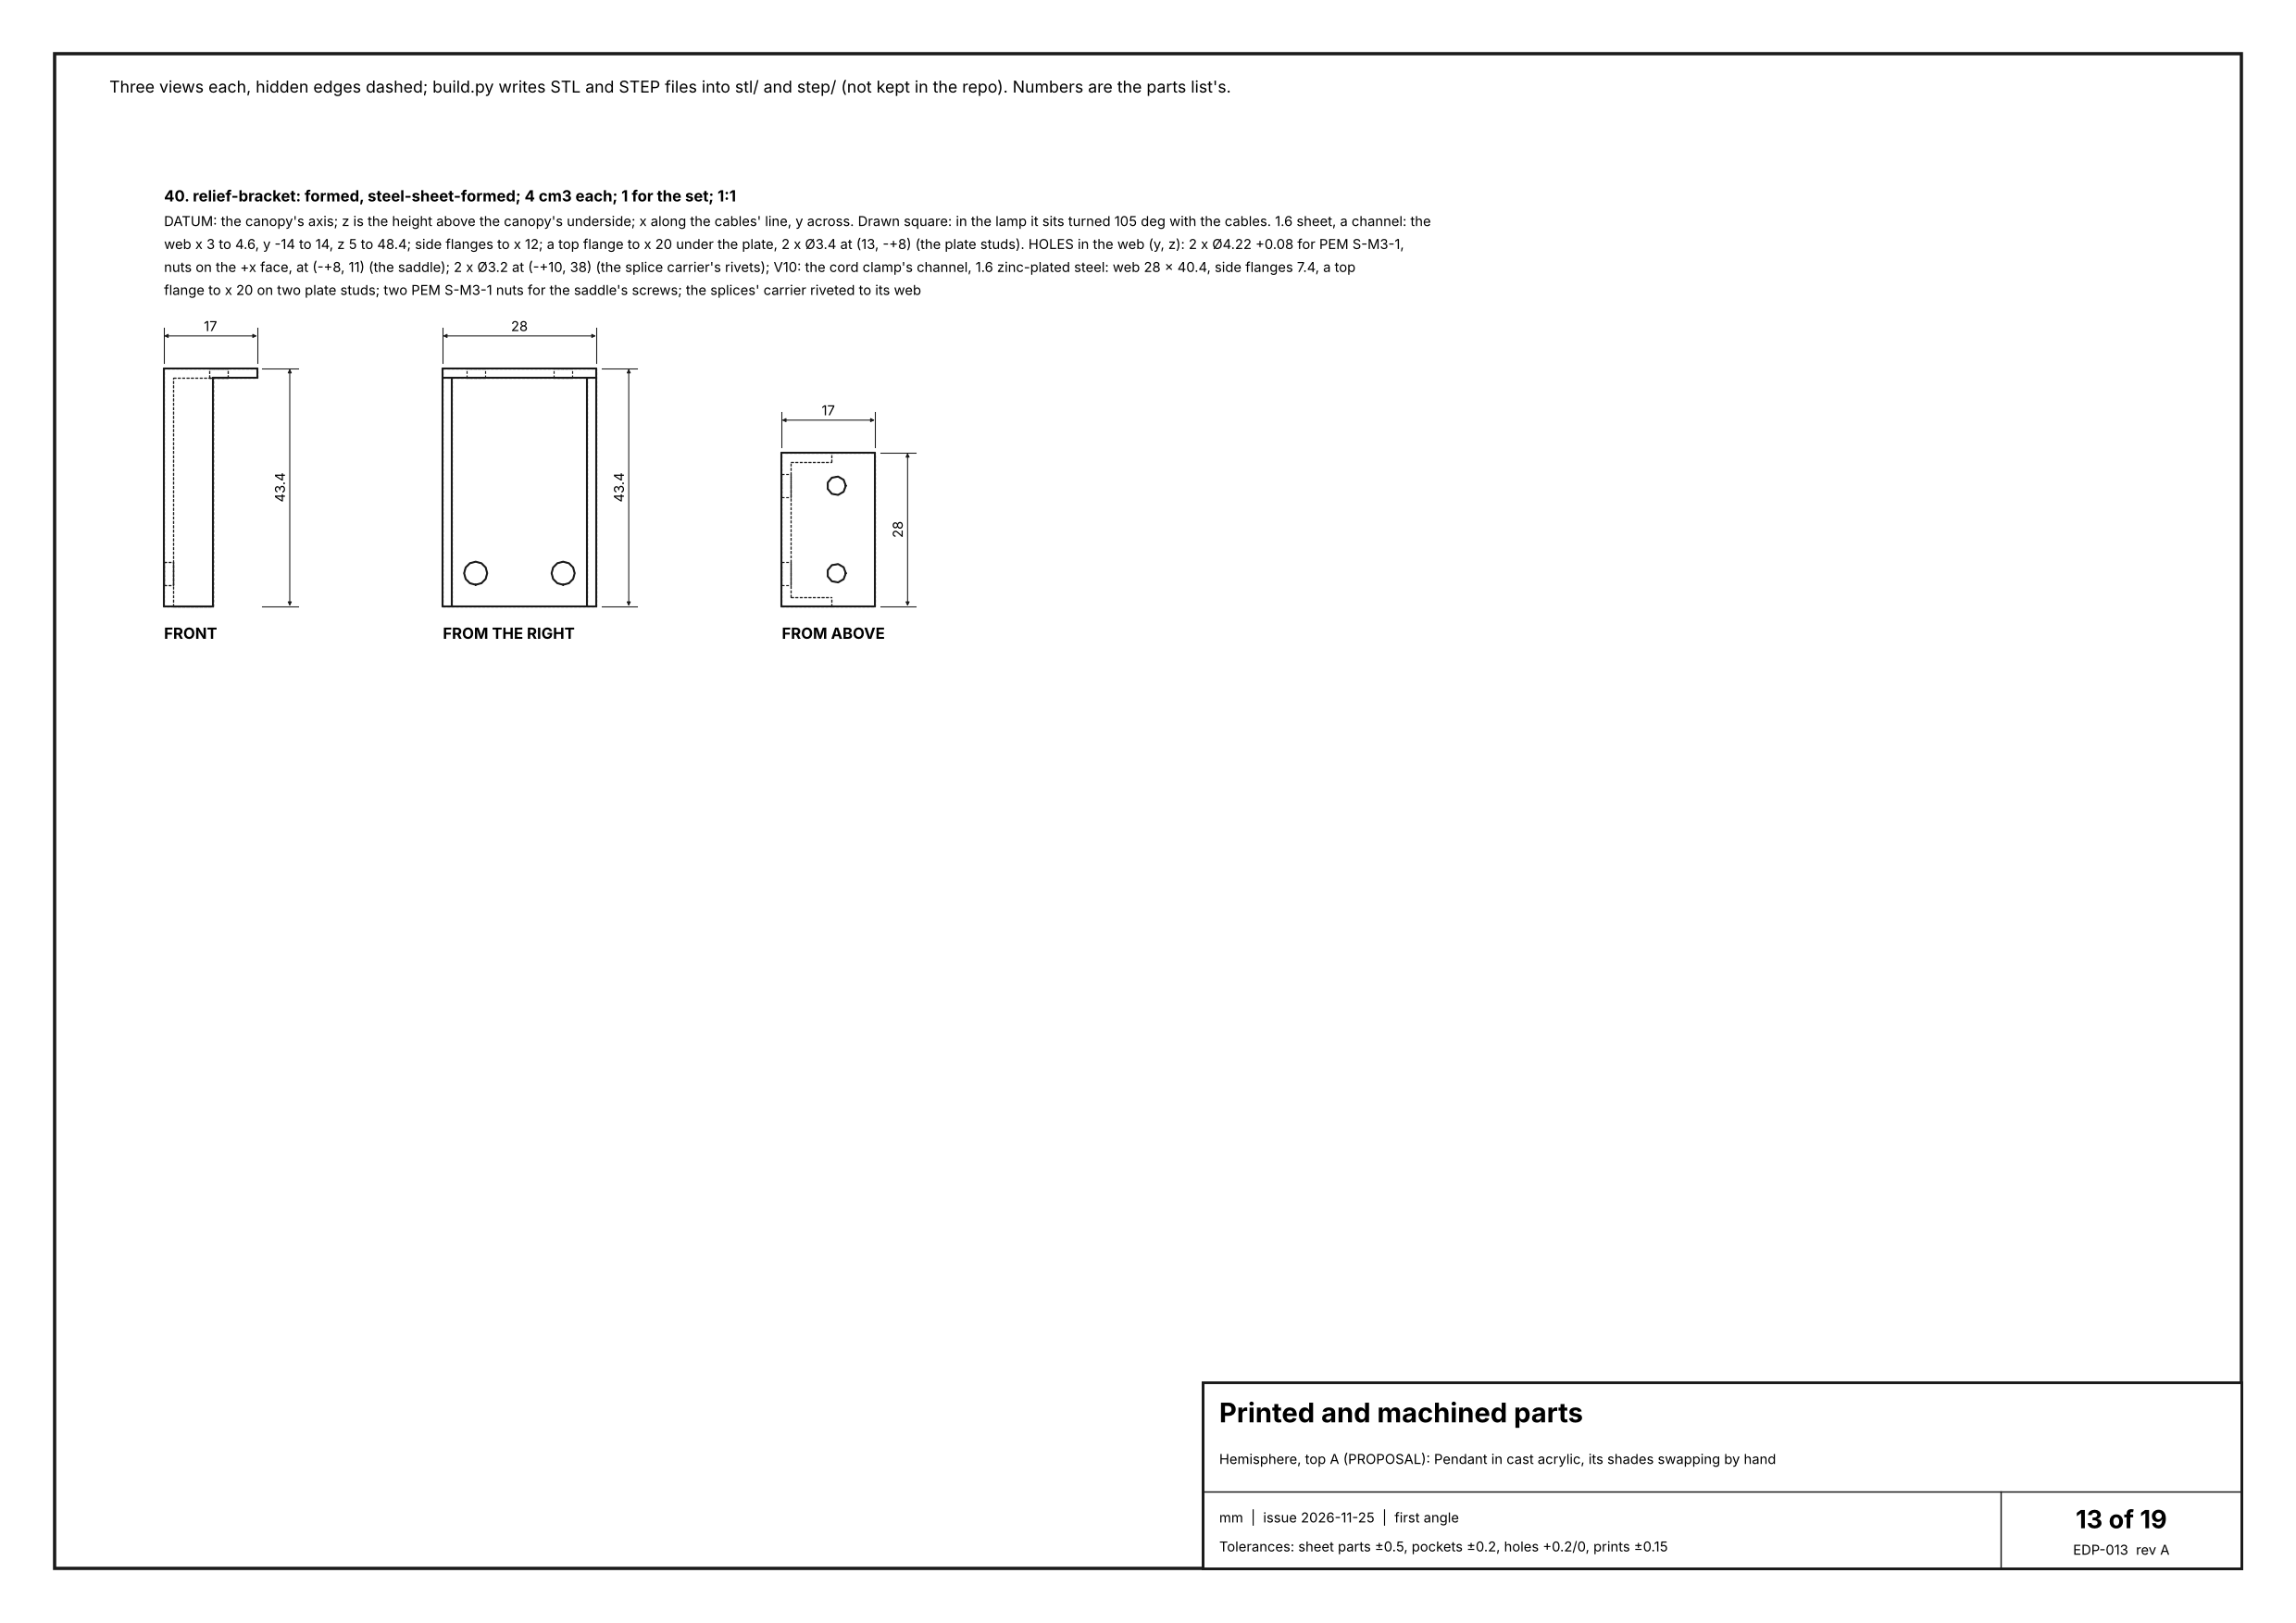 Three views each, hidden edges dashed; build.py writes STL and STEP files into stl/ and step/ (not kept in the repo). Numbers are the parts list's.
40. relief-bracket: formed, steel-sheet-formed; 4 cm3 each; 1 for the set; 1:1
DATUM: the canopy's axis; z is the height above the canopy's underside; x along the cables' line, y across. Drawn square: in the lamp it sits turned 105 deg with the cables. 1.6 sheet, a channel: the
web x 3 to 4.6, y -14 to 14, z 5 to 48.4; side flanges to x 12; a top flange to x 20 under the plate, 2 x Ø3.4 at (13, -+8) (the plate studs). HOLES in the web (y, z): 2 x Ø4.22 +0.08 for PEM S-M3-1,
nuts on the +x face, at (-+8, 11) (the saddle); 2 x Ø3.2 at (-+10, 38) (the splice carrier's rivets); V10: the cord clamp's channel, 1.6 zinc-plated steel: web 28 × 40.4, side flanges 7.4, a top
flange to x 20 on two plate studs; two PEM S-M3-1 nuts for the saddle's screws; the splices' carrier riveted to its web
17
43.4
FRONT
28
43.4
FROM THE RIGHT
17
28
FROM ABOVE
Printed and machined parts
Hemisphere, top A (PROPOSAL): Pendant in cast acrylic, its shades swapping by hand
mm | issue 2026-11-25 | first angle
Tolerances: sheet parts ±0.5, pockets ±0.2, holes +0.2/0, prints ±0.15
13 of 19
EDP-013 rev A